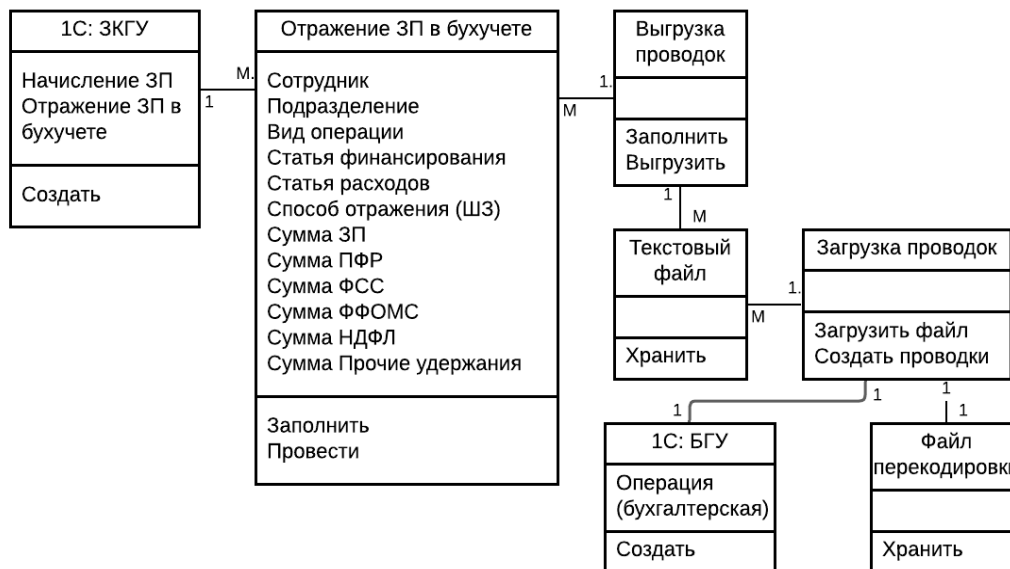 1С: ЗКГУ
Начисление ЗП
Отражение ЗП в
бухучете
Создать
1
М.
Отражение ЗП в бухучете
Сотрудник
Подразделение
Вид операции
Статья финансирования
Статья расходов
Способ отражения (ШЗ)
Сумма ЗП
Сумма ПФР
Сумма ФСС
Сумма ФФОМС
Сумма НДФЛ
Сумма Прочие удержания
Заполнить
Провести
М
1.
Выгрузка
проводок
Заполнить
Выгрузить
1
М
Текстовый
файл
Хранить
М
1.
Загрузка проводок
Загрузить файл
Создать проводки
1
1
1
1
1С: БГУ
Операция
(бухгалтерская)
Создать
Файл
перекодировки
Хранить